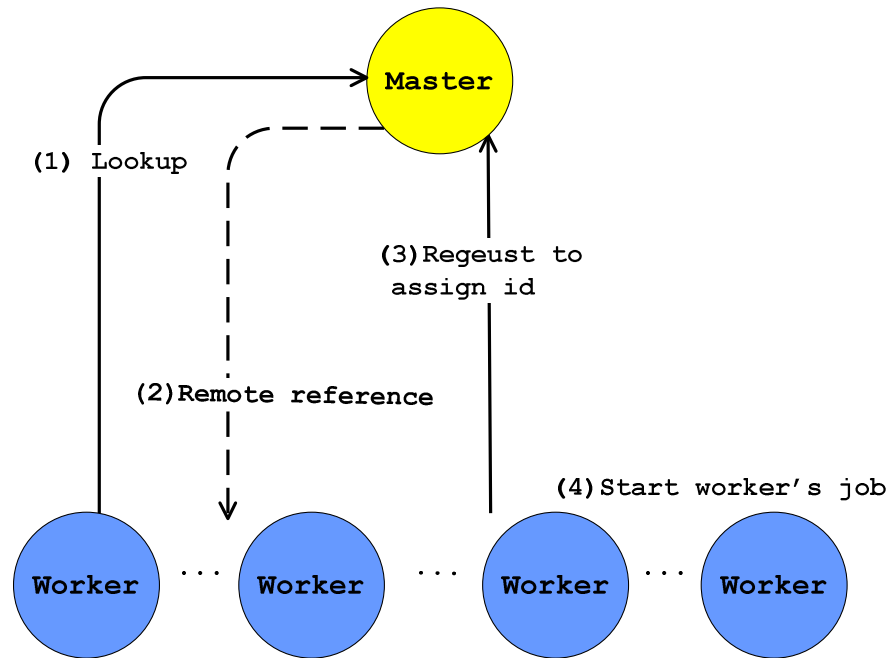 Master
(1) Lookup
(3)Regeust to
assign id
(2)Remote reference
(4)Start worker's job
Worker ... Worker ... Worker ... Worker